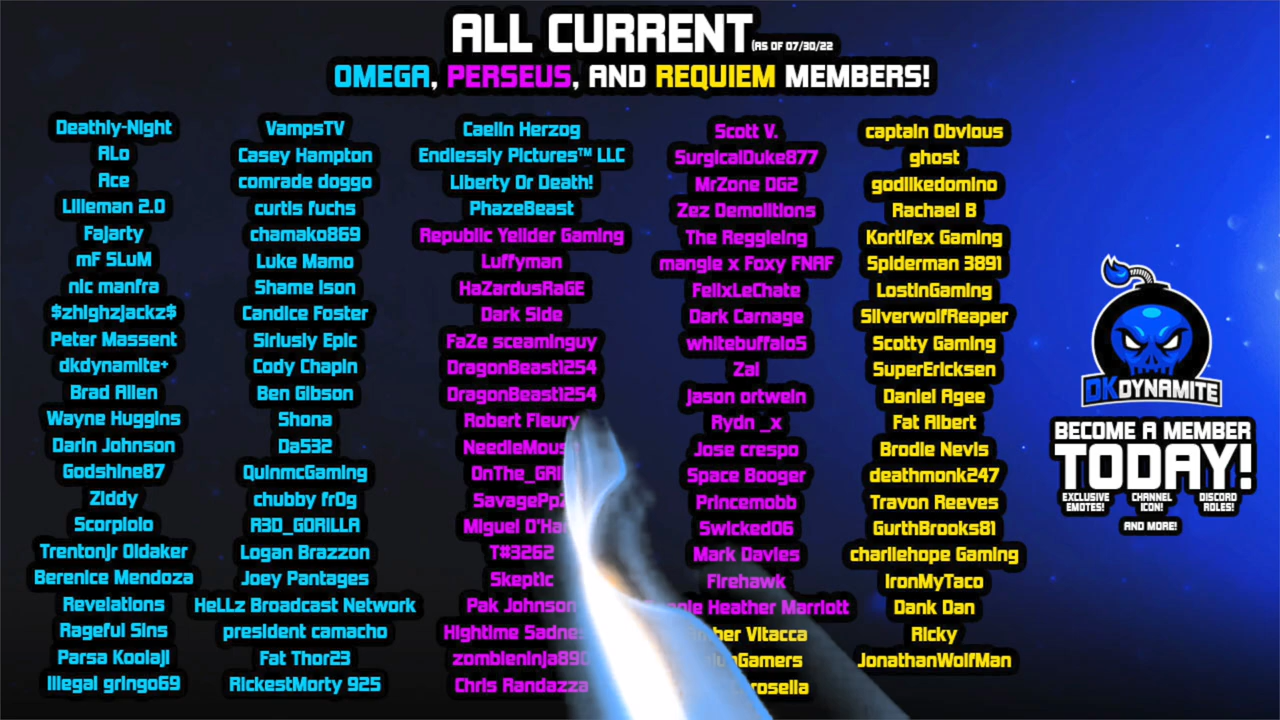 ALL CURRENT (AS OF 07/30/22
OMEGA, PERSEUS, AND REQUIEM MEMBERS!
Deathly-Night
ALo
Ace
Lilleman 2.0
Fajarty
mF SLuM
nic manfra
$zhighzjackz$
Peter Massent
dkdynamite+
Brad Allen
Wayne Huggins
Darin Johnson
Godshine87
Ziddy
Scorpiolo
Trentonjr Oldaker
Berenice Mendoza
Revelations
Rageful Sins
Parsa Koolaji
Illegal gringo69
VampsTV
Casey Hampton
comrade doggo
curtis fuchs
chamako869
Luke Mamo
Shame Ison
Candice Foster
Siriusly Epic
Cody Chapin
Ben Gibson
Shona
Da532
QuinmcGaming
chubby fr0g
A3D_GORILLA
Logan Brazzon
Joey Pantages
HeLLz Broadcast Network
president camacho
Fat Thor23
RickestMorty 925
Caelin Herzog
Endlessly Pictures™ LLC
Liberty Or Death!
PhazeBeast
Republic Yeilder Gaming
Luffyman
HaZardusRaGE
Dark Side
FaZe sceaminguy
DragonBeast1254
DragonBeast1254
Robert Fleury
T#3262
Skeptic
Pak Johnson
Hightime
Chris Randazza
Scott V.
SurgicalDuke877
MrZone DG2
Zez Demolitions
The Reggieing
mangle x Foxy FNAF
FelixLeChate
Dark Carnage
whitebuffalo5
Zai
jason ortwein
Rydn _x
Jose crespo
Space Booger
Princemobb
Swicked06
Mark Davies
Firehawk
Heather Marriott
Vitacca
captain Obvious
ghost
godlikedomino
Rachael B
Kortifex Gaming
Spiderman 3891
LostInGaming
SilverwolfReaper
Scotty Gaming
SuperEricksen
Daniel Agee
Fat Albert
Brodie Nevis
deathmonk247
Travon Reeves
GurthBrooks81
charliehope Gaming
IronMyTaco
Dank Dan
Ricky
JonathanWolfMan
DKDYNAMITE
BECOME A MEMBER
TODAY!
EXCLUSIVE EMOTES!
CHANNEL ICON!
DISCORD ROLES!
AND MORE!